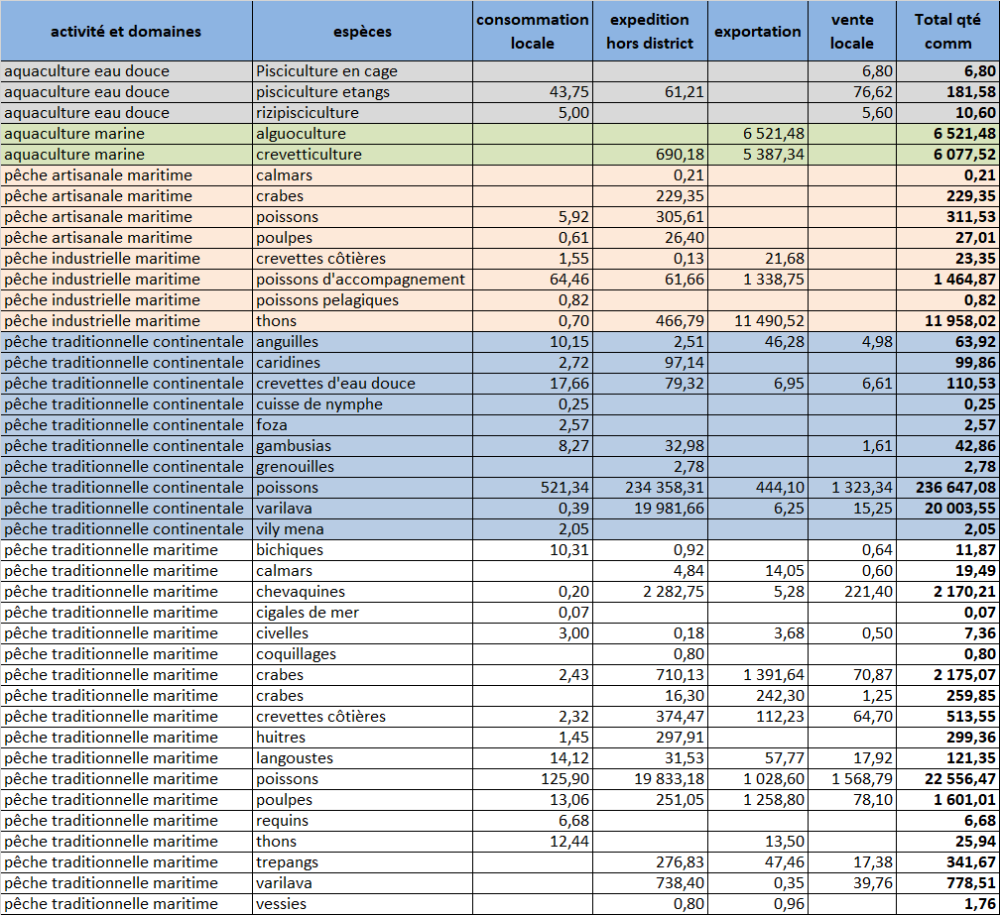 activité et domaines espèces consommation locale expedition hors district exportation vente locale Total qté comm
aquaculture eau douce Pisciculture en cage 6,80 6,80
aquaculture eau douce pisciculture etangs 43,75 61,21 76,62 181,58
aquaculture eau douce rizipisciculture 5,00 5,60 10,60
aquaculture marine alguoculture 6 521,48 6 521,48
aquaculture marine crevetticulture 690,18 5 387,34 6 077,52
pêche artisanale maritime calmars 0,21 0,21
pêche artisanale maritime crabes 229,35 229,35
pêche artisanale maritime poissons 5,92 305,61 311,53
pêche artisanale maritime poulpes 0,61 26,40 27,01
pêche industrielle maritime crevettes côtières 1,55 0,13 21,68 23,35
pêche industrielle maritime poissons d'accompagnement 64,46 61,66 1 338,75 1 464,87
pêche industrielle maritime poissons pelagiques 0,82 0,82
pêche industrielle maritime thons 0,70 466,79 11 490,52 11 958,02
pêche traditionnelle continentale anguilles 10,15 2,51 46,28 4,98 63,92
pêche traditionnelle continentale caridines 2,72 97,14 99,86
pêche traditionnelle continentale crevettes d'eau douce 17,66 79,32 6,95 6,61 110,53
pêche traditionnelle continentale cuisse de nymphe 0,25 0,25
pêche traditionnelle continentale foza 2,57 2,57
pêche traditionnelle continentale gambusias 8,27 32,98 1,61 42,86
pêche traditionnelle continentale grenouilles 2,78 2,78
pêche traditionnelle continentale poissons 521,34 234 358,31 444,10 1 323,34 236 647,08
pêche traditionnelle continentale varilava 0,39 19 981,66 6,25 15,25 20 003,55
pêche traditionnelle continentale vily mena 2,05 2,05
pêche traditionnelle maritime bichiques 10,31 0,92 0,64 11,87
pêche traditionnelle maritime calmars 4,84 14,05 0,60 19,49
pêche traditionnelle maritime chevaquines 0,20 2 282,75 5,28 221,40 2 170,21
pêche traditionnelle maritime cigales de mer 0,07 0,07
pêche traditionnelle maritime civelles 3,00 0,18 3,68 0,50 7,36
pêche traditionnelle maritime coquillages 0,80 0,80
pêche traditionnelle maritime crabes 2,43 710,13 1 391,64 70,87 2 175,07
pêche traditionnelle maritime crabes 16,30 242,30 1,25 259,85
pêche traditionnelle maritime crevettes côtières 2,32 374,47 112,23 64,70 513,55
pêche traditionnelle maritime huitres 1,45 297,91 299,36
pêche traditionnelle maritime langoustes 14,12 31,53 57,77 17,92 121,35
pêche traditionnelle maritime poissons 125,90 19 833,18 1 028,60 1 568,79 22 556,47
pêche traditionnelle maritime poulpes 13,06 251,05 1 258,80 78,10 1 601,01
pêche traditionnelle maritime requins 6,68 6,68
pêche traditionnelle maritime thons 12,44 13,50 25,94
pêche traditionnelle maritime trepangs 276,83 47,46 17,38 341,67
pêche traditionnelle maritime varilava 738,40 0,35 39,76 778,51
pêche traditionnelle maritime vessies 0,80 0,96 1,76